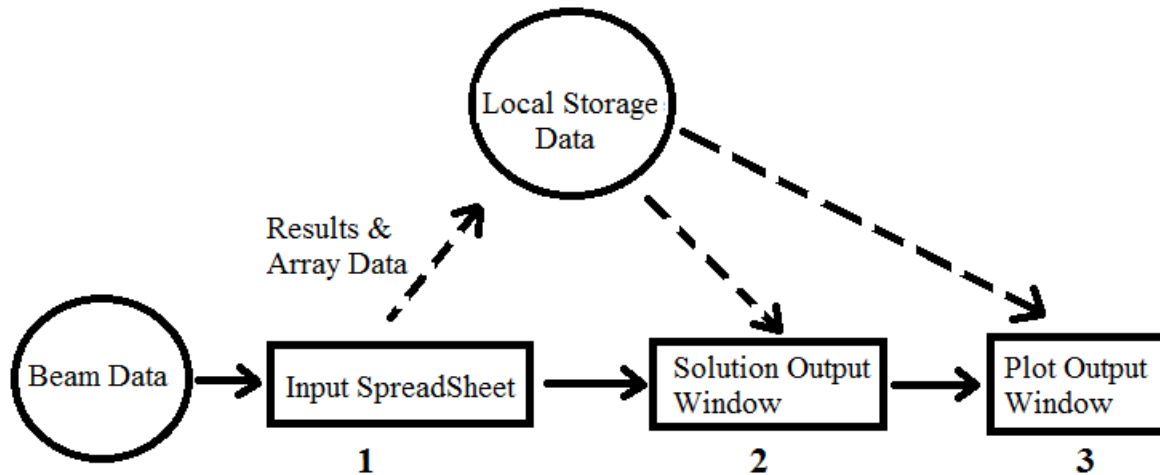 Local Storage
Data
Results &
Array Data
Beam Data
Input SpreadSheet
Solution Output
Window
Plot Output
Window
1
2
3